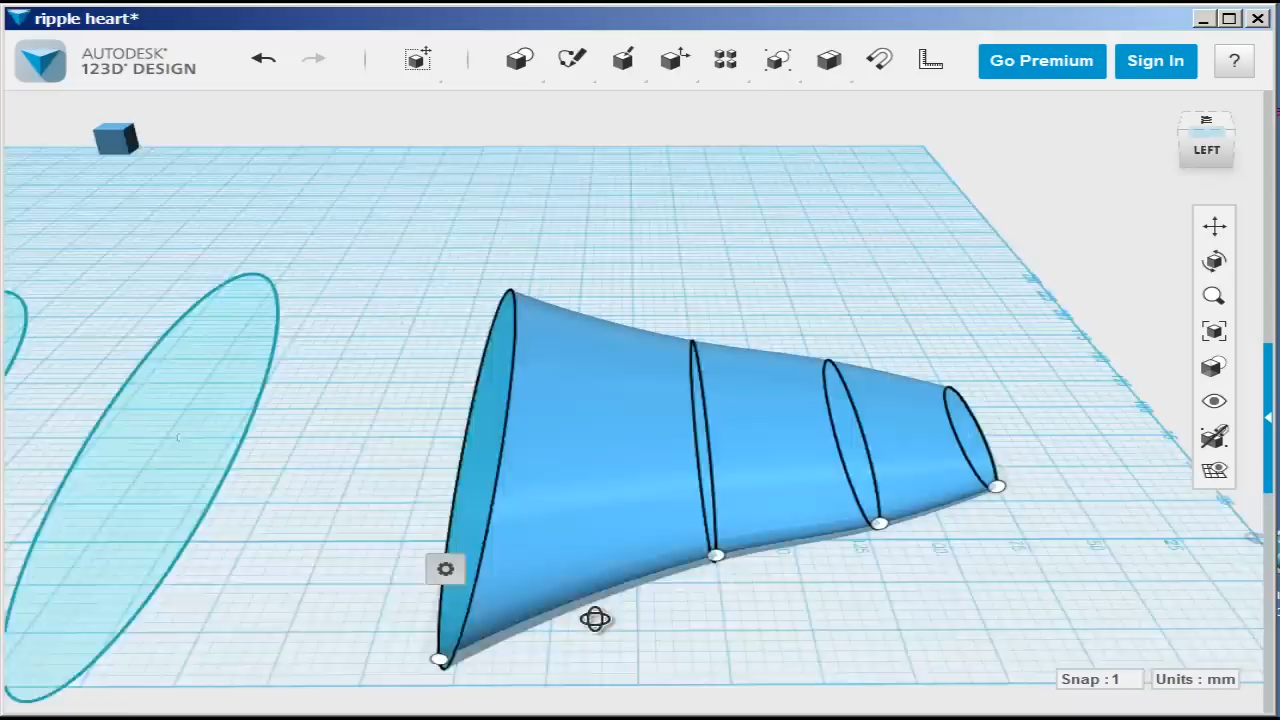 ripple heart*
AUTODESK®
123D® DESIGN
Go Premium
Sign In
?
LEFT
Snap : 1
Units : mm